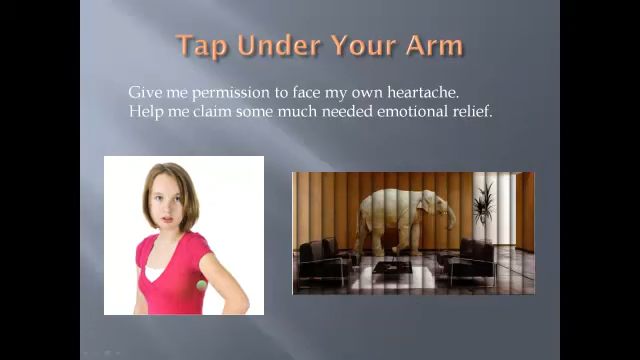 Tap Under Your Arm
Give me permission to face my own heartache.
Help me claim some much needed emotional relief.